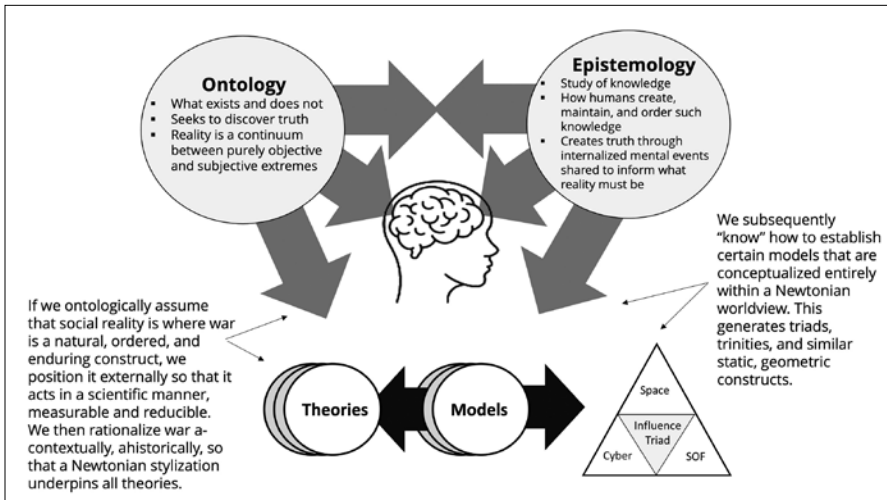 Ontology
▪ What exists and does not
▪ Seeks to discover truth
▪ Reality is a continuum
between purely objective
and subjective extremes
Epistemology
▪ Study of knowledge
▪ How humans create,
maintain, and order such
knowledge
▪ Creates truth through
internalized mental events
shared to inform what
reality must be
We subsequently
“know” how to establish
certain models that are
conceptualized entirely
within a Newtonian
worldview. This
generates triads,
trinities, and similar
static, geometric
constructs.
If we ontologically assume
that social reality is where war
is a natural, ordered, and
enduring construct, we
position it externally so that it
acts in a scientific manner,
measurable and reducible.
We then rationalize war a-
contextually, ahistorically, so
that a Newtonian stylization
underpins all theories.
Theories
Models
Space
Influence
Triad
Cyber
SOF